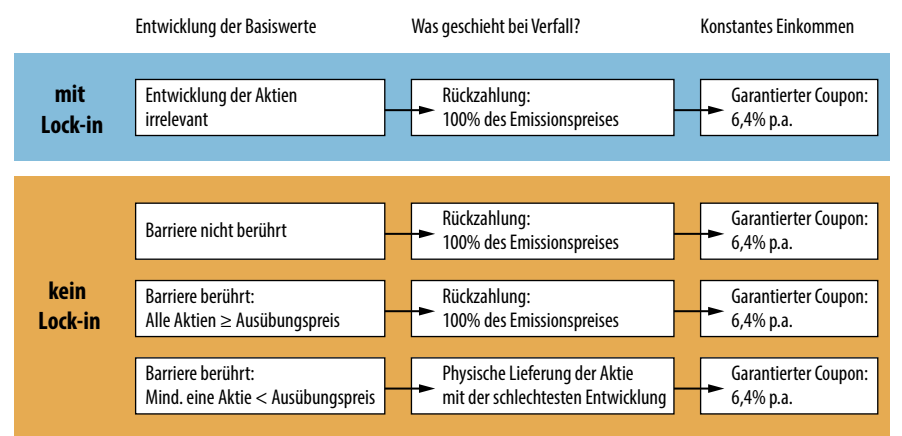 Entwicklung der Basiswerte
Was geschieht bei Verfall?
Konstantes Einkommen
mit
Lock-in
Entwicklung der Aktien
irrelevant
Rückzahlung:
100% des Emissionspreises
Garantierter Coupon:
6,4% p.a.
kein
Lock-in
Barriere nicht berührt
Rückzahlung:
100% des Emissionspreises
Garantierter Coupon:
6,4% p.a.
Barriere berührt:
Alle Aktien ≥ Ausübungspreis
Rückzahlung:
100% des Emissionspreises
Garantierter Coupon:
6,4% p.a.
Barriere berührt:
Mind. eine Aktie < Ausübungspreis
Physische Lieferung der Aktie
mit der schlechtesten Entwicklung
Garantierter Coupon:
6,4% p.a.